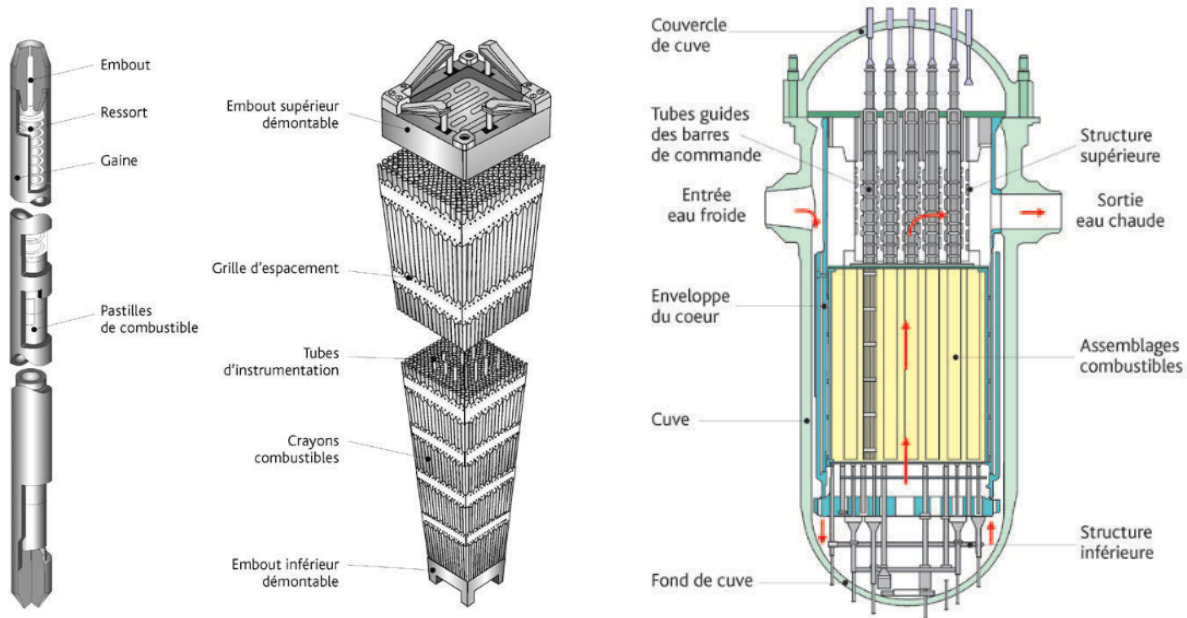 Embout
Ressort
Gaine
Pastilles
de combustible
Embout supérieur
démontable
Grille d'espacement
Tubes
d'instrumentation
Crayons
combustibles
Embout inférieur
démontable
Couvercle
de cuve
Tubes guides
des barres
de commande
Structure
supérieure
Entrée
eau froide
Sortie
eau chaude
Enveloppe
du coeur
Assemblages
combustibles
Cuve
Structure
inférieure
Fond de cuve